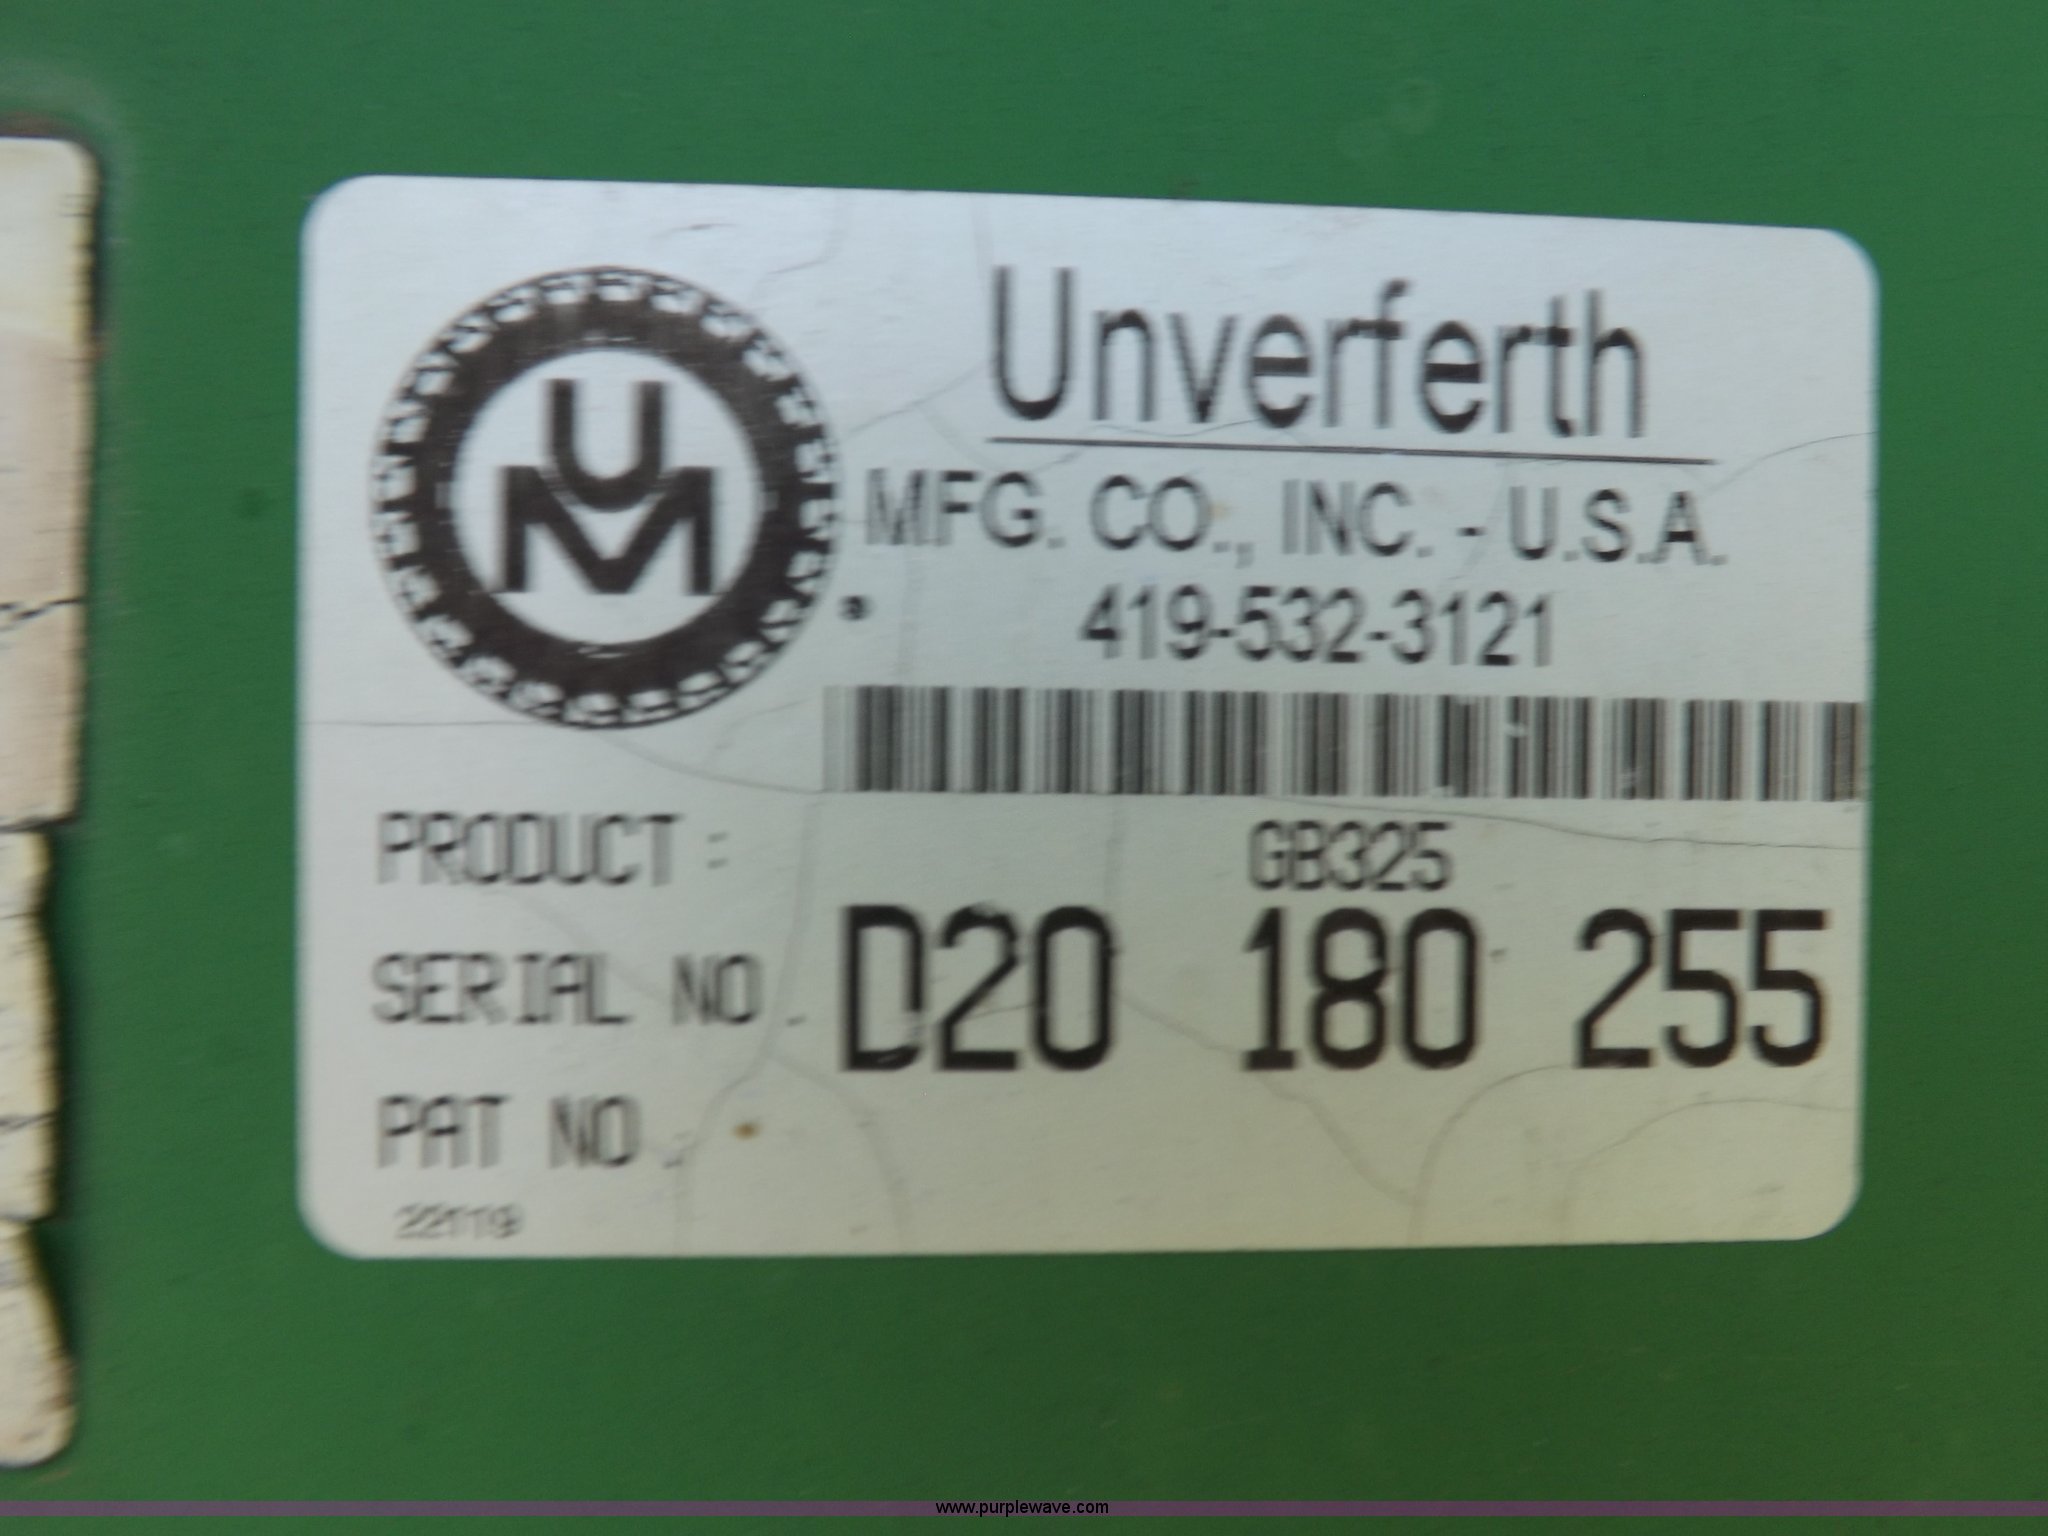 UM
Unverferth
MFG. CO., INC. - U.S.A.
419-532-3121
PRODUCT: GB325
SERIAL NO. D20 180 255
PAT NO.
22119
www.purplewave.com